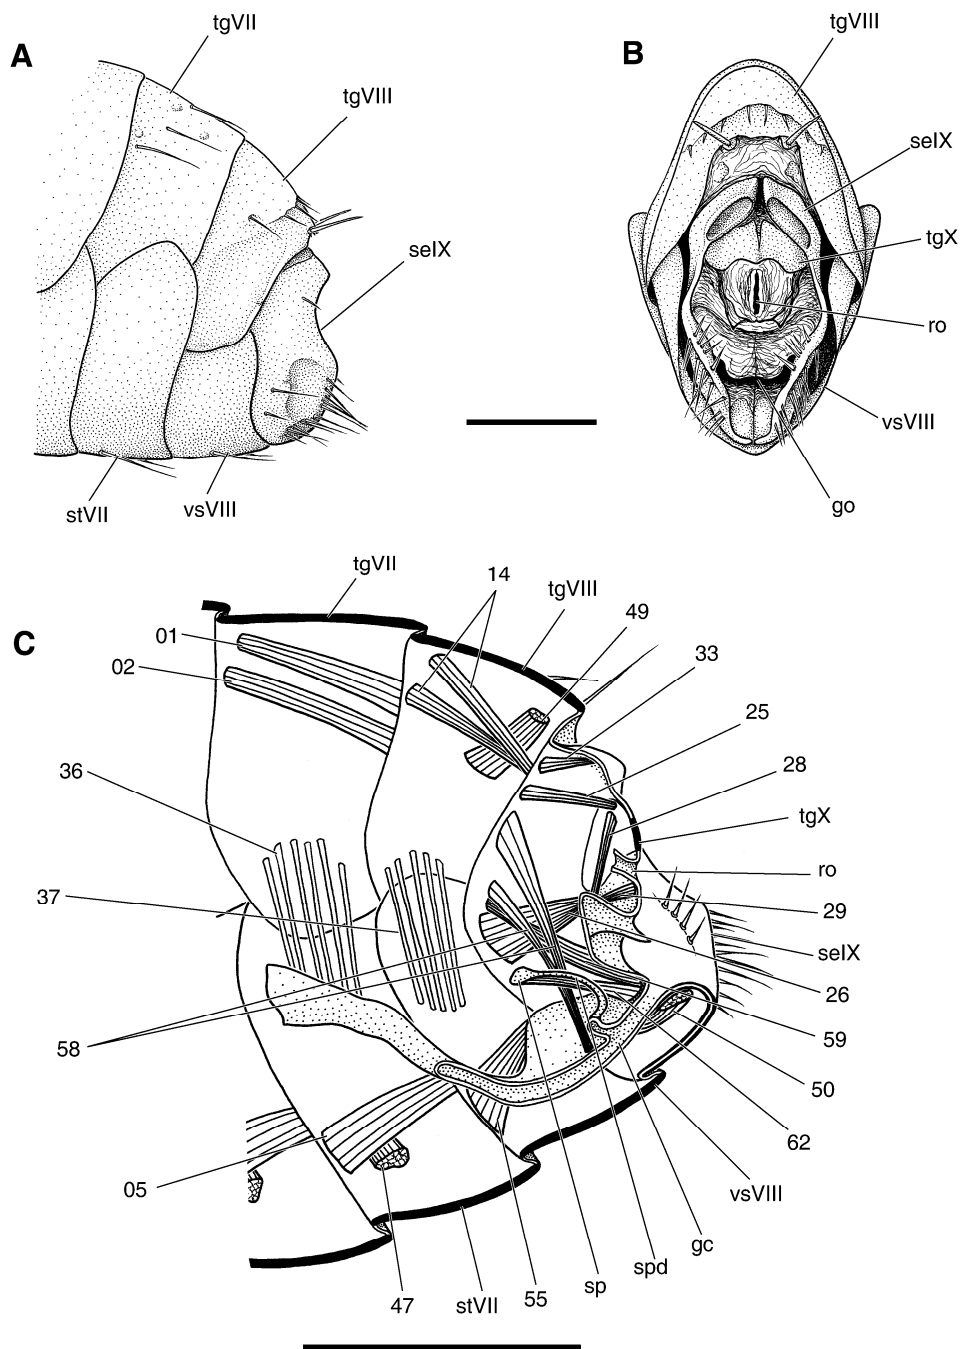 A
tgVII
tgVIII
seIX
stVII
vsVIII
B
tgVIII
seIX
tgX
ro
vsVIII
go
C
tgVII
14
tgVIII
49
01
33
02
25
36
28
tgX
ro
37
29
seIX
26
59
58
50
62
05
vsVIII
gc
spd
sp
55
stVII
47